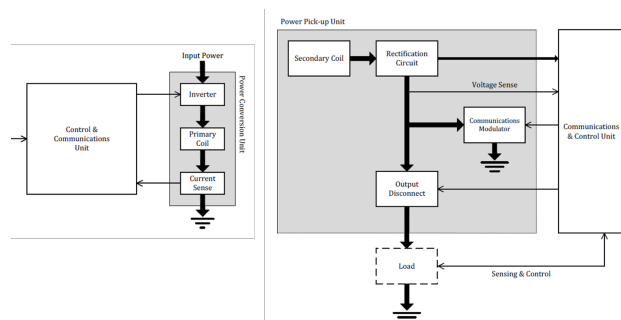 Input Power
Inverter
Control &
Communications
Unit
Primary
Coil
Current
Sense
Power Conversion Unit
Power Pick-up Unit
Secondary Coil
Rectification
Circuit
Voltage Sense
Communications
Modulator
Communications
& Control Unit
Output
Disconnect
Load
Sensing & Control